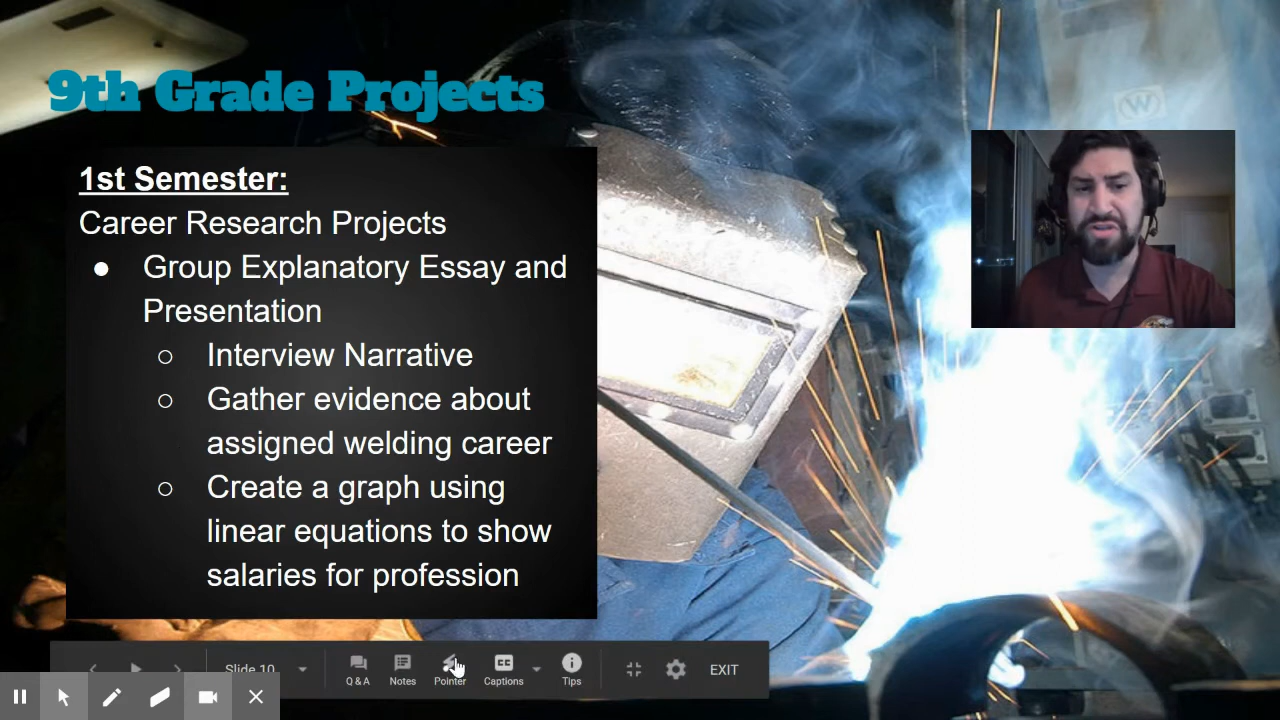 9th Grade Projects
W
1st Semester:
Career Research Projects
● Group Explanatory Essay and
Presentation
○ Interview Narrative
○ Gather evidence about
assigned welding career
○ Create a graph using
linear equations to show
salaries for profession
Slide 10
Q & A
Notes
Pointer
CC
Captions
Tips
EXIT